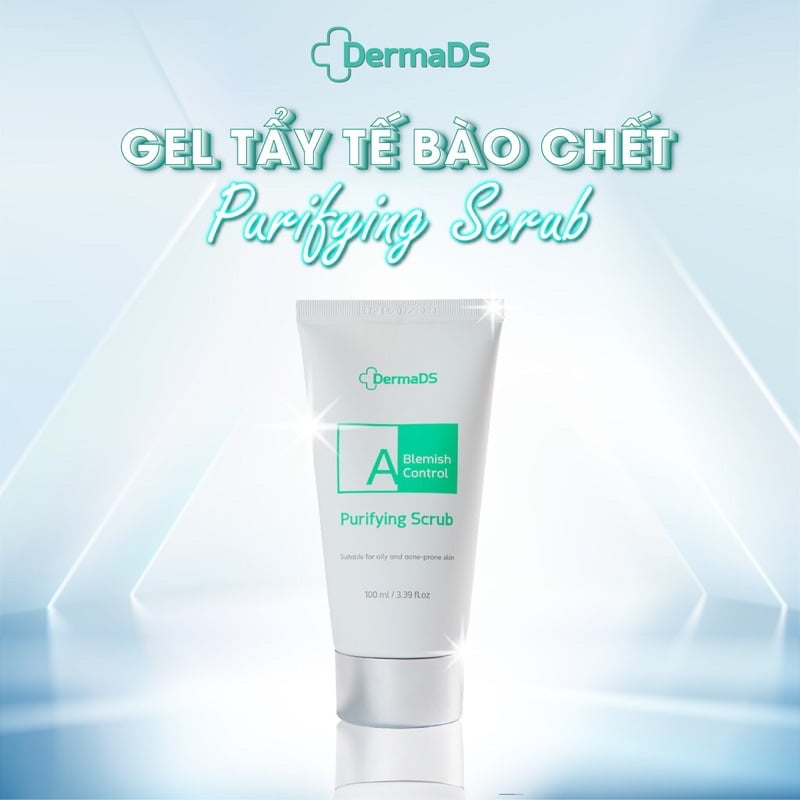 DermaDS
GEL TẨY TẾ BÀO CHẾT
Purifying Scrub
DermaDS
A
Blemish
Control
Purifying Scrub
Suitable for oily and acne-prone skin
100 ml / 3.39 fl.oz